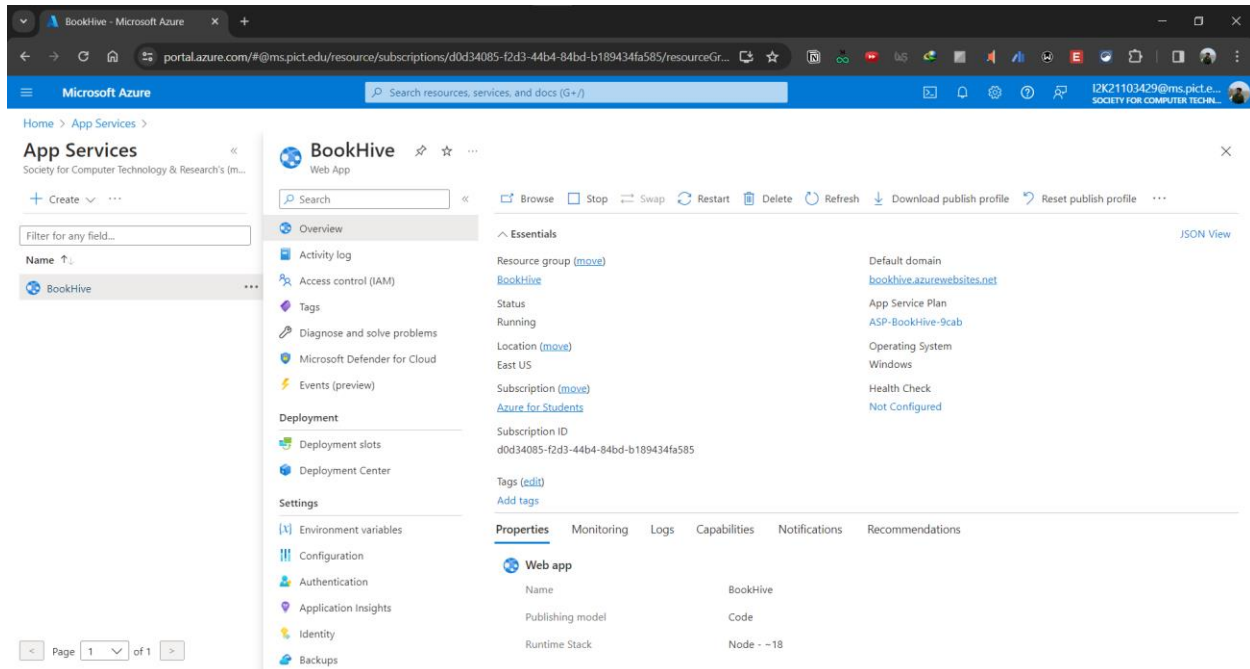 BookHive - Microsoft Azure
portal.azure.com/#@ms.pict.edu/resource/subscriptions/d0d34085-f2d3-44b4-84bd-b189434fa585/resourceGr...
Microsoft Azure
Search resources, services, and docs (G+/)
I2K21103429@ms.pict.e...
SOCIETY FOR COMPUTER TECHN...
Home > App Services >
App Services
Society for Computer Technology & Research's (m...
+ Create
Filter for any field...
Name ↑↓
BookHive
Page 1 of 1
BookHive
Web App
Search
Overview
Activity log
Access control (IAM)
Tags
Diagnose and solve problems
Microsoft Defender for Cloud
Events (preview)
Deployment
Deployment slots
Deployment Center
Settings
Environment variables
Configuration
Authentication
Application Insights
Identity
Backups
Browse Stop Swap Restart Delete Refresh Download publish profile Reset publish profile ...
Essentials
JSON View
Resource group (move)
BookHive
Status
Running
Location (move)
East US
Subscription (move)
Azure for Students
Subscription ID
d0d34085-f2d3-44b4-84bd-b189434fa585
Tags (edit)
Add tags
Default domain
bookhive.azurewebsites.net
App Service Plan
ASP-BookHive-9cab
Operating System
Windows
Health Check
Not Configured
Properties Monitoring Logs Capabilities Notifications Recommendations
Web app
Name BookHive
Publishing model Code
Runtime Stack Node - ~18